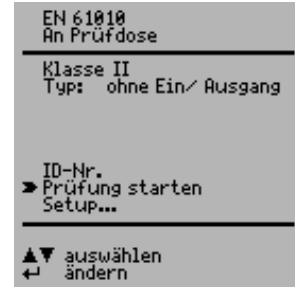 EN 61010
An Prüfdose
Klasse II
Typ: ohne Ein/ Ausgang
ID-Nr.
Prüfung starten
Setup...
▲▼ auswählen
↵ ändern